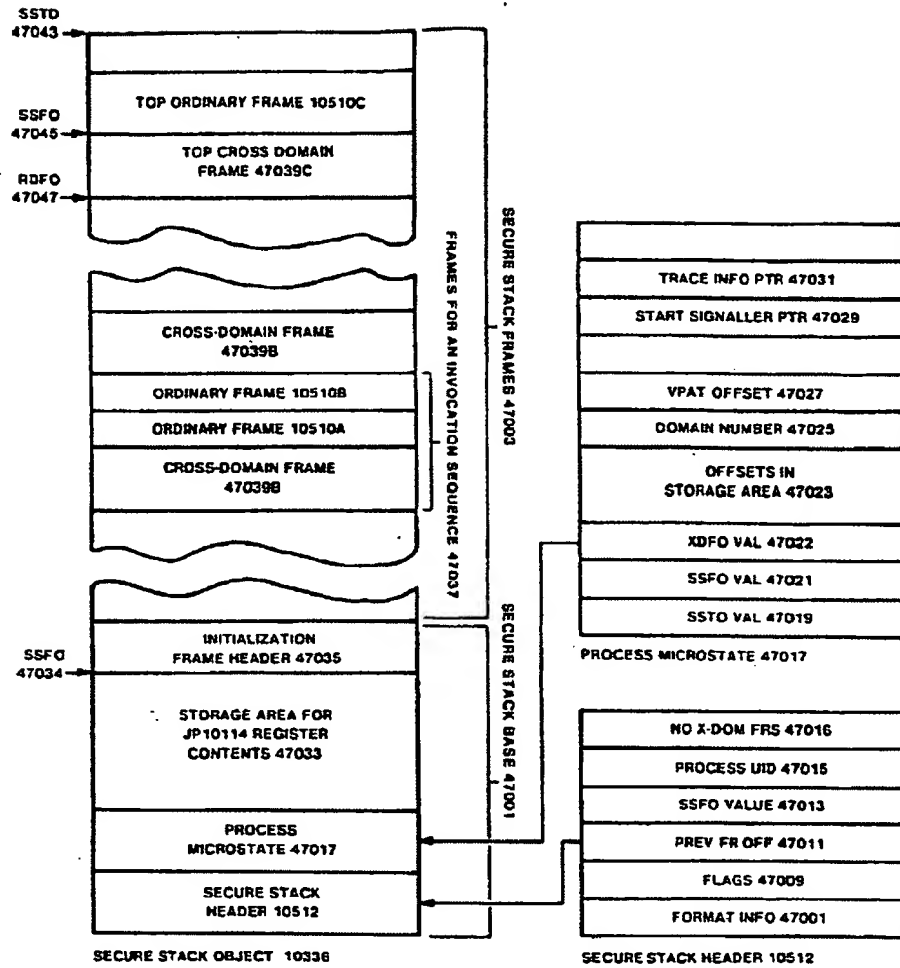 SSTO
47043
TOP ORDINARY FRAME 10510C
SSFO
47045
TOP CROSS DOMAIN
FRAME 47039C
RDFO
47047
CROSS-DOMAIN FRAME
47039B
ORDINARY FRAME 10510B
ORDINARY FRAME 10510A
CROSS-DOMAIN FRAME
47039B
INITIALIZATION
FRAME HEADER 47035
SSFO
47034
STORAGE AREA FOR
JP10114 REGISTER
CONTENTS 47033
PROCESS
MICROSTATE 47017
SECURE STACK
HEADER 10512
SECURE STACK OBJECT 10336
FRAMES FOR AN INVOCATION SEQUENCE 47037
SECURE STACK FRAMES 47003
SECURE STACK BASE 47001
TRACE INFO PTR 47031
START SIGNALLER PTR 47029
VPAT OFFSET 47027
DOMAIN NUMBER 47025
OFFSETS IN
STORAGE AREA 47023
XDFO VAL 47022
SSFO VAL 47021
SSTO VAL 47019
PROCESS MICROSTATE 47017
NO X-DOM FRS 47016
PROCESS UID 47015
SSFO VALUE 47013
PREV FR OFF 47011
FLAGS 47009
FORMAT INFO 47001
SECURE STACK HEADER 10512